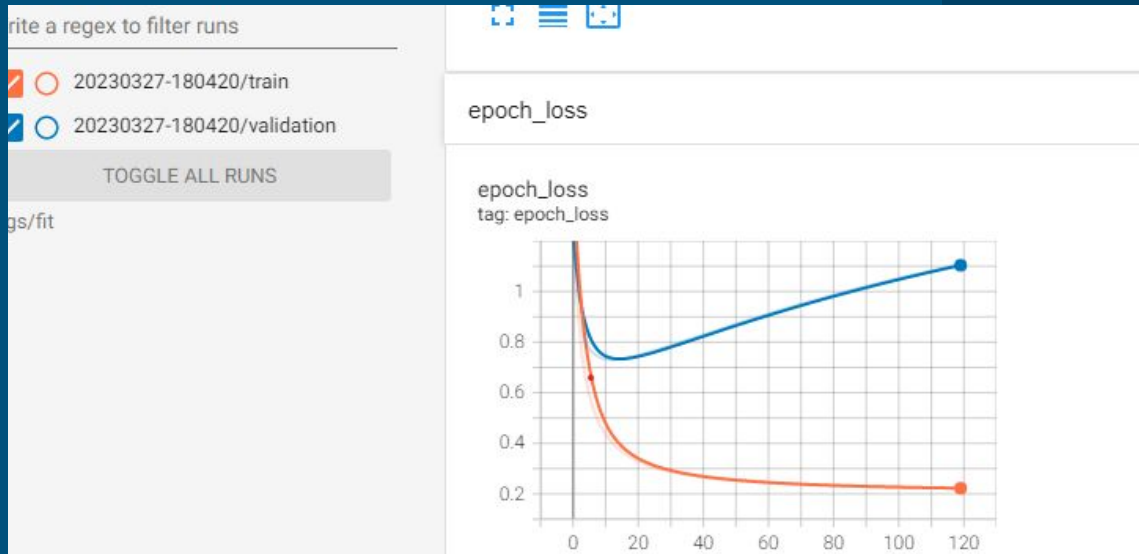 rite a regex to filter runs
20230327-180420/train
20230327-180420/validation
TOGGLE ALL RUNS
gs/fit
epoch_loss
epoch_loss
tag: epoch_loss
1
0.8
0.6
0.4
0.2
0 20 40 60 80 100 120